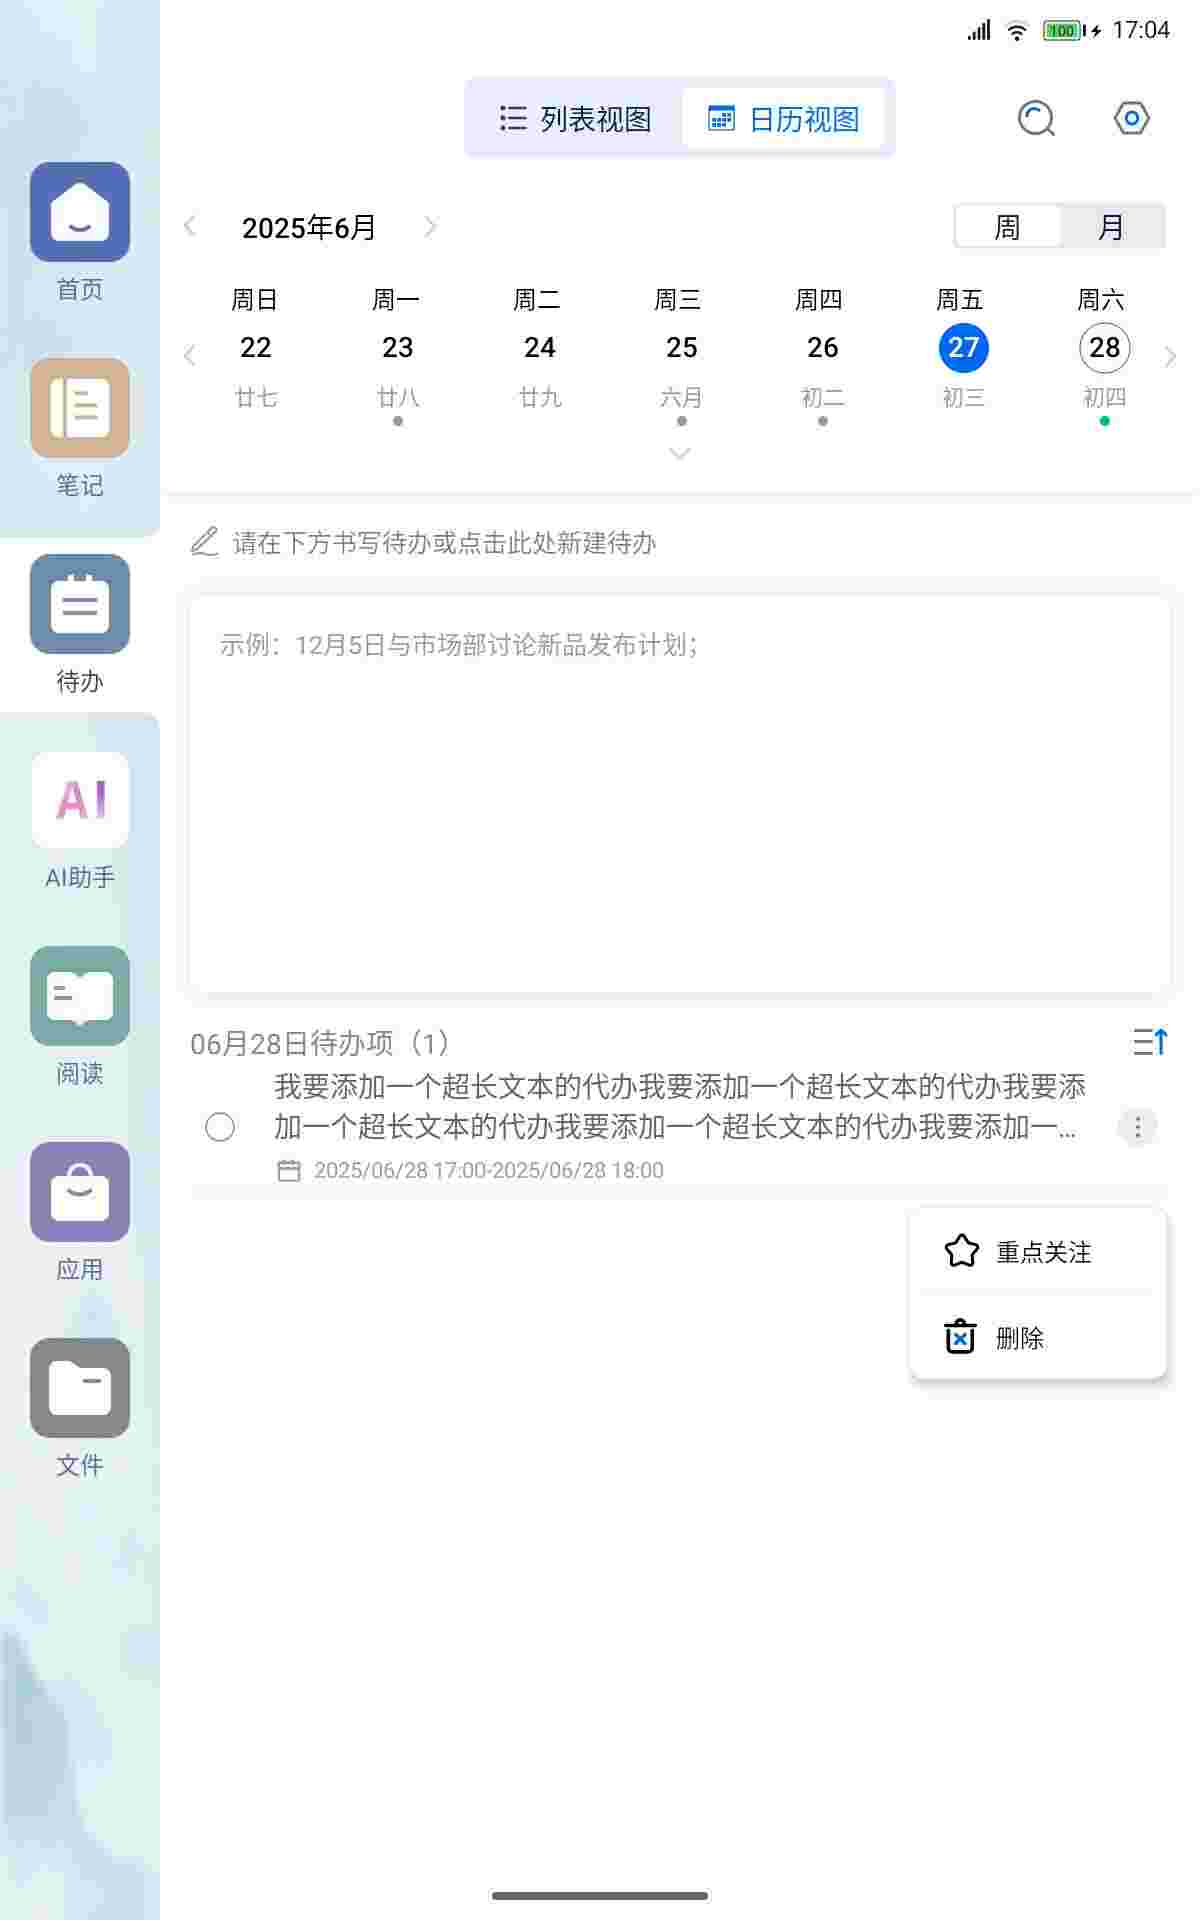 100 17:04
列表视图 日历视图
2025年6月 周 月
周日 周一 周二 周三 周四 周五 周六
22 23 24 25 26 27 28
廿七 廿八 廿九 六月 初二 初三 初四
请在下方书写待办或点击此处新建待办
示例：12月5日与市场部讨论新品发布计划；
06月28日待办项（1）
我要添加一个超长文本的代办我要添加一个超长文本的代办我要添
加一个超长文本的代办我要添加一个超长文本的代办我要添加一...
2025/06/28 17:00-2025/06/28 18:00
重点关注
删除
首页
笔记
待办
AI
AI助手
阅读
应用
文件